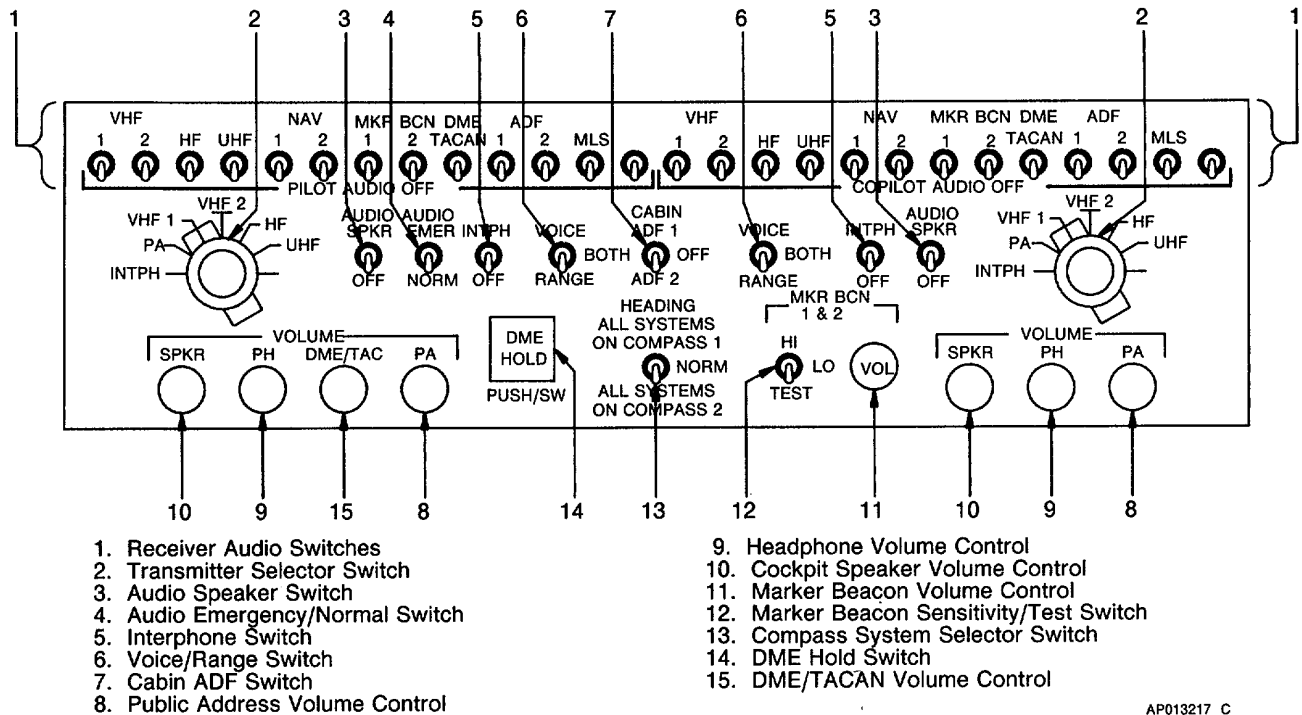 1 2 3 4 5 6 7 6 5 3 2 1
VHF NAV MKR BCN DME ADF VHF NAV MKR BCN DME ADF
1 2 HF UHF 1 2 1 2 TACAN 1 2 MLS 1 2 HF UHF 1 2 1 2 TACAN 1 2 MLS
PILOT AUDIO OFF COPILOT AUDIO OFF
VHF 1 VHF 2 HF
PA UHF
INTPH
AUDIO SPKR
OFF
AUDIO EMER
NORM
INTPH
OFF
VOICE
BOTH
RANGE
CABIN
ADF 1
OFF
ADF 2
VOICE
BOTH
RANGE
INTPH
OFF
AUDIO SPKR
OFF
VHF 1 VHF 2 HF
PA UHF
INTPH
VOLUME
SPKR PH DME/TAC PA
DME
HOLD
PUSH/SW
HEADING
ALL SYSTEMS
ON COMPASS 1
NORM
ALL SYSTEMS
ON COMPASS 2
MKR BCN
1 & 2
HI
LO
TEST
VOL
VOLUME
SPKR PH PA
10 9 15 8 14 13 12 11 10 9 8
1. Receiver Audio Switches
2. Transmitter Selector Switch
3. Audio Speaker Switch
4. Audio Emergency/Normal Switch
5. Interphone Switch
6. Voice/Range Switch
7. Cabin ADF Switch
8. Public Address Volume Control
9. Headphone Volume Control
10. Cockpit Speaker Volume Control
11. Marker Beacon Volume Control
12. Marker Beacon Sensitivity/Test Switch
13. Compass System Selector Switch
14. DME Hold Switch
15. DME/TACAN Volume Control
AP013217 C